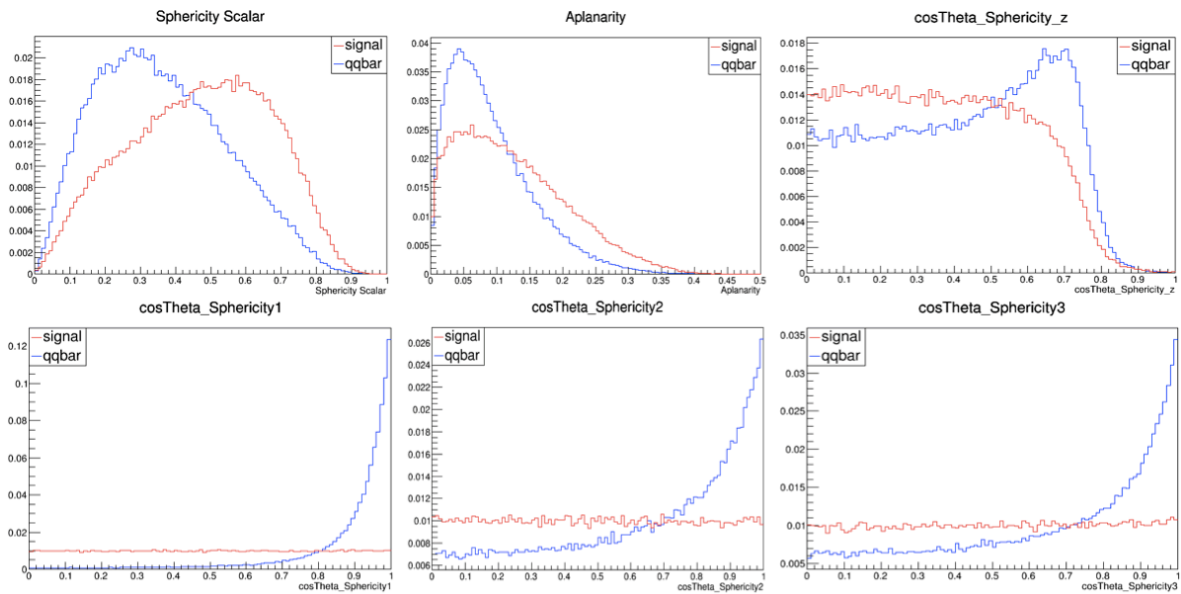 Sphericity Scalar
signal
qqbar
0.02
0.018
0.016
0.014
0.012
0.01
0.008
0.006
0.004
0.002
0
0 0.1 0.2 0.3 0.4 0.5 0.6 0.7 0.8 0.9 1
Sphericity Scalar
Aplanarity
signal
qqbar
0.04
0.035
0.03
0.025
0.02
0.015
0.01
0.005
0
0 0.05 0.1 0.15 0.2 0.25 0.3 0.35 0.4 0.45 0.5
Aplanarity
cosTheta_Sphericity_z
signal
qqbar
0.018
0.016
0.014
0.012
0.01
0.008
0.006
0.004
0.002
0
0 0.1 0.2 0.3 0.4 0.5 0.6 0.7 0.8 0.9 1
cosTheta_Sphericity_z
cosTheta_Sphericity1
signal
qqbar
0.12
0.1
0.08
0.06
0.04
0.02
0
0 0.1 0.2 0.3 0.4 0.5 0.6 0.7 0.8 0.9 1
cosTheta_Sphericity1
cosTheta_Sphericity2
signal
qqbar
0.026
0.024
0.022
0.02
0.018
0.016
0.014
0.012
0.01
0.008
0.006
0 0.1 0.2 0.3 0.4 0.5 0.6 0.7 0.8 0.9 1
cosTheta_Sphericity2
cosTheta_Sphericity3
signal
qqbar
0.035
0.03
0.025
0.02
0.015
0.01
0.005
0 0.1 0.2 0.3 0.4 0.5 0.6 0.7 0.8 0.9 1
cosTheta_Sphericity3